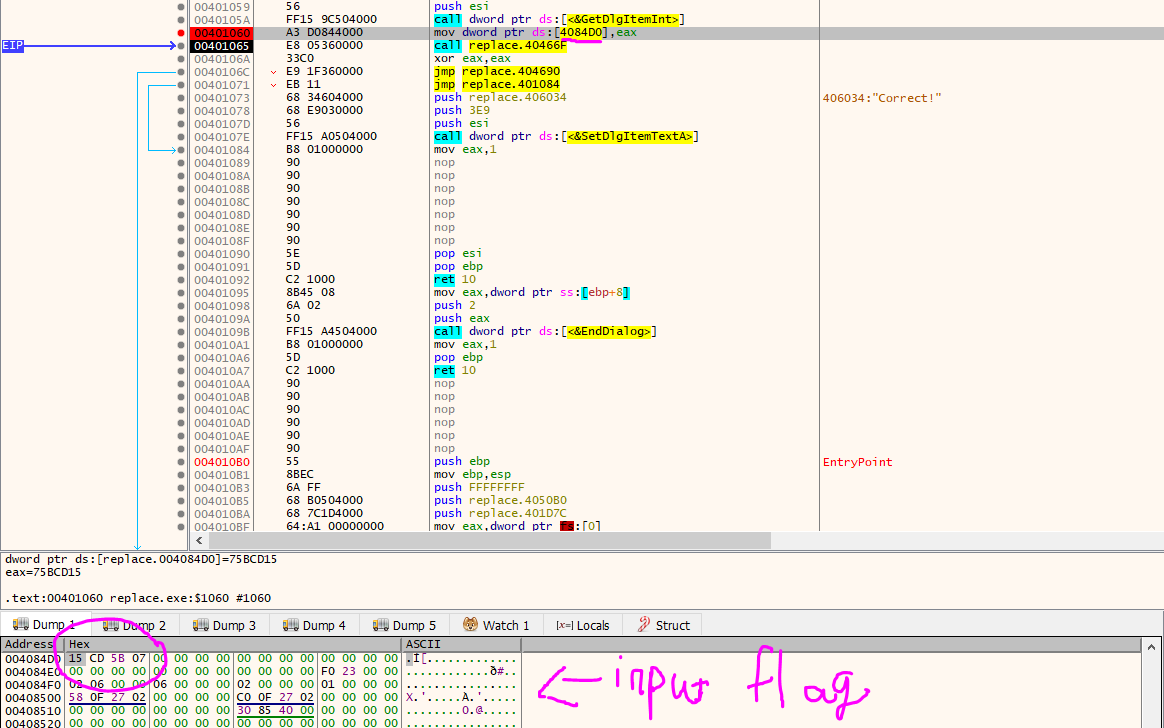 00401059 56 push esi
0040105A FF15 9C504000 call dword ptr ds:[<&GetDlgItemInt>]
00401060 A3 D0844000 mov dword ptr ds:[4084D0],eax
EIP 00401065 E8 05360000 call replace.40466F
0040106A 33C0 xor eax,eax
0040106C E9 1F360000 jmp replace.404690
00401071 EB 11 jmp replace.401084
00401073 68 34604000 push replace.406034 406034:"Correct!"
00401078 68 E9030000 push 3E9
0040107D 56 push esi
0040107E FF15 A0504000 call dword ptr ds:[<&SetDlgItemTextA>]
00401084 B8 01000000 mov eax,1
00401089 90 nop
0040108A 90 nop
0040108B 90 nop
0040108C 90 nop
0040108D 90 nop
0040108E 90 nop
0040108F 90 nop
00401090 5E pop esi
00401091 5D pop ebp
00401092 C2 1000 ret 10
00401095 8B45 08 mov eax,dword ptr ss:[ebp+8]
00401098 6A 02 push 2
0040109A 50 push eax
0040109B FF15 A4504000 call dword ptr ds:[<&EndDialog>]
004010A1 B8 01000000 mov eax,1
004010A6 5D pop ebp
004010A7 C2 1000 ret 10
004010AA 90 nop
004010AB 90 nop
004010AC 90 nop
004010AD 90 nop
004010AE 90 nop
004010AF 90 nop
004010B0 55 push ebp EntryPoint
004010B1 8BEC mov ebp,esp
004010B3 6A FF push FFFFFFFF
004010B5 68 B0504000 push replace.4050B0
004010BA 68 7C1D4000 push replace.401D7C
004010BF 64:A1 00000000 mov eax,dword ptr fs:[0]
dword ptr ds:[replace.004084D0]=75BCD15
eax=75BCD15
.text:00401060 replace.exe:$1060 #1060
Dump 1 Dump 2 Dump 3 Dump 4 Dump 5 Watch 1 [x=] Locals Struct
Address Hex ASCII
004084D0 15 CD 5B 07 00 00 00 00 00 00 00 00 00 00 00 00 .Í[.............
004084E0 00 00 00 00 00 00 00 00 00 00 00 00 F0 23 00 00 ............ð#..
004084F0 02 06 00 00 06 00 00 00 02 00 00 00 01 00 00 00 ................
00408500 58 0F 27 02 00 00 00 00 C0 0F 27 02 00 00 00 00 X.'.....À.'.....
00408510 00 00 00 00 00 00 00 00 30 85 40 00 00 00 00 00 ........0.@.....
00408520 00 00 00 00 00 00 00 00 00 00 00 00 00 00 00 00 ................
input flag